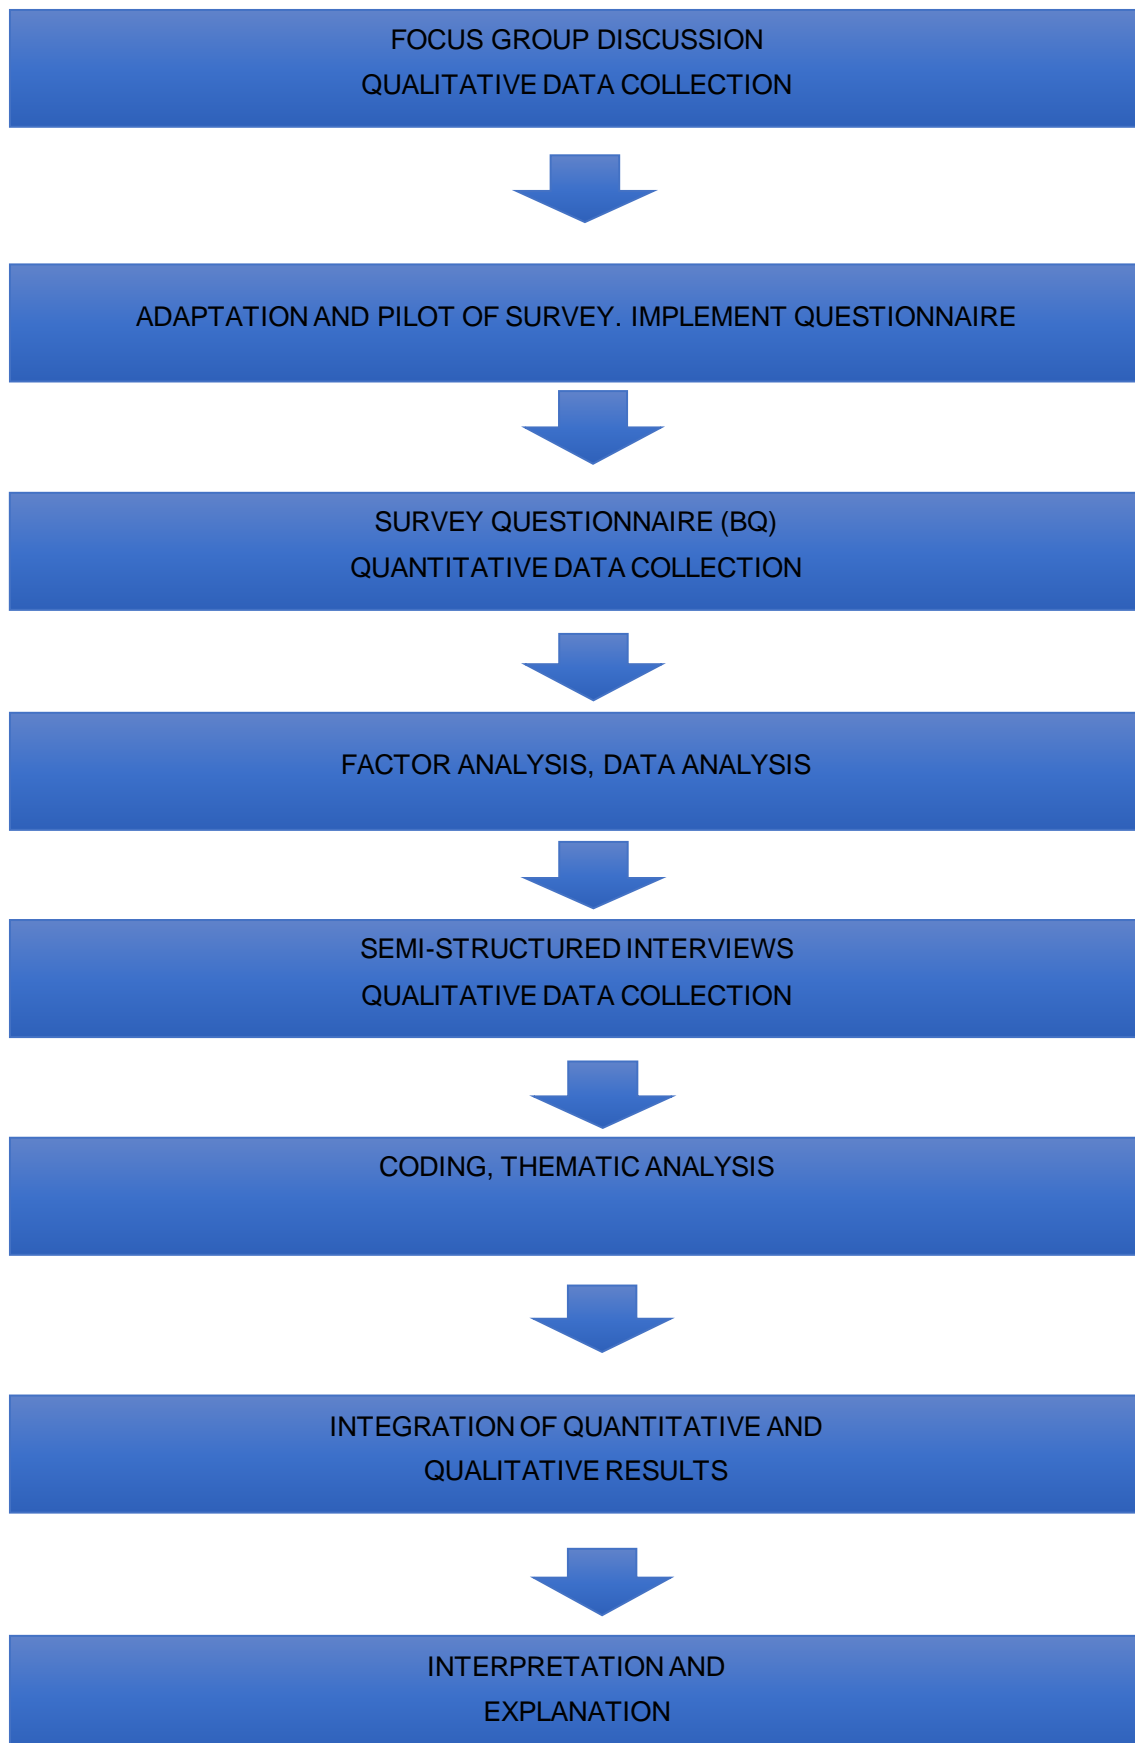 FOCUS GROUP DISCUSSION
QUALITATIVE DATA COLLECTION
ADAPTATION AND PILOT OF SURVEY. IMPLEMENT QUESTIONNAIRE
SURVEY QUESTIONNAIRE (BQ)
QUANTITATIVE DATA COLLECTION
FACTOR ANALYSIS, DATA ANALYSIS
SEMI-STRUCTURED INTERVIEWS
QUALITATIVE DATA COLLECTION
CODING, THEMATIC ANALYSIS
INTEGRATION OF QUANTITATIVE AND
QUALITATIVE RESULTS
INTERPRETATION AND
EXPLANATION